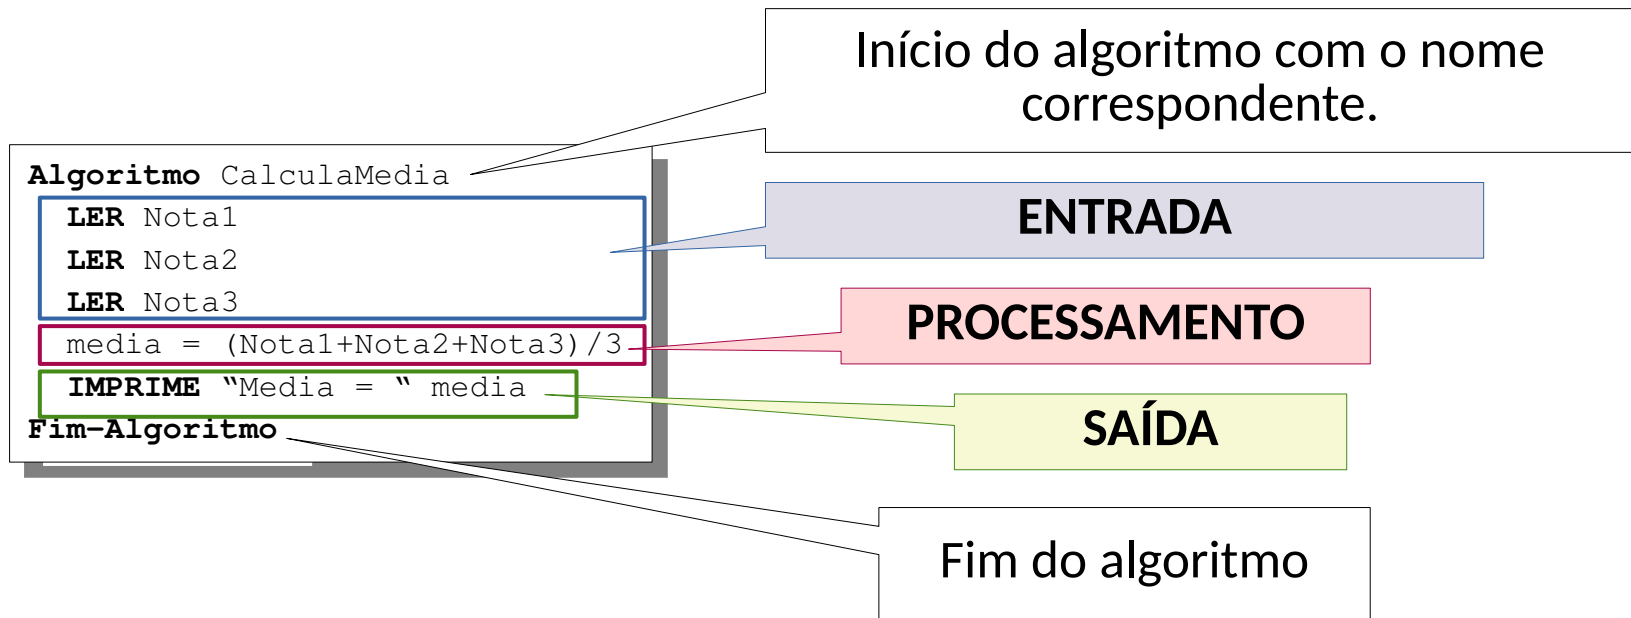 Início do algoritmo com o nome
correspondente.
Algoritmo CalculaMedia
LER Nota1
LER Nota2
LER Nota3
media = (Nota1+Nota2+Nota3)/3
IMPRIME “Media = “ media
Fim-Algoritmo
ENTRADA
PROCESSAMENTO
SAÍDA
Fim do algoritmo